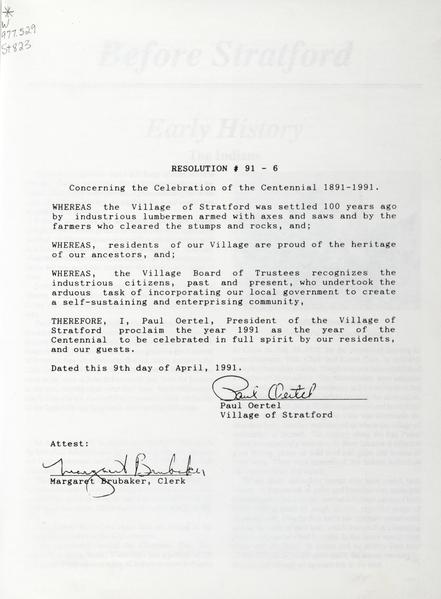 *
W
977.529
St823
Before Stratford
Early History
The Indians
RESOLUTION # 91 - 6
Concerning the Celebration of the Centennial 1891-1991.
WHEREAS the Village of Stratford was settled 100 years ago
by industrious lumbermen armed with axes and saws and by the
farmers who cleared the stumps and rocks, and;
WHEREAS, residents of our Village are proud of the heritage
of our ancestors, and;
WHEREAS, the Village Board of Trustees recognizes the
industrious citizens, past and present, who undertook the
arduous task of incorporating our local government to create
a self-sustaining and enterprising community,
THEREFORE, I, Paul Oertel, President of the Village of
Stratford proclaim the year 1991 as the year of the
Centennial to be celebrated in full spirit by our residents,
and our guests.
Dated this 9th day of April, 1991.
Paul Oertel
Paul Oertel
Village of Stratford
Attest:
Margaret Brubaker
Margaret Brubaker, Clerk